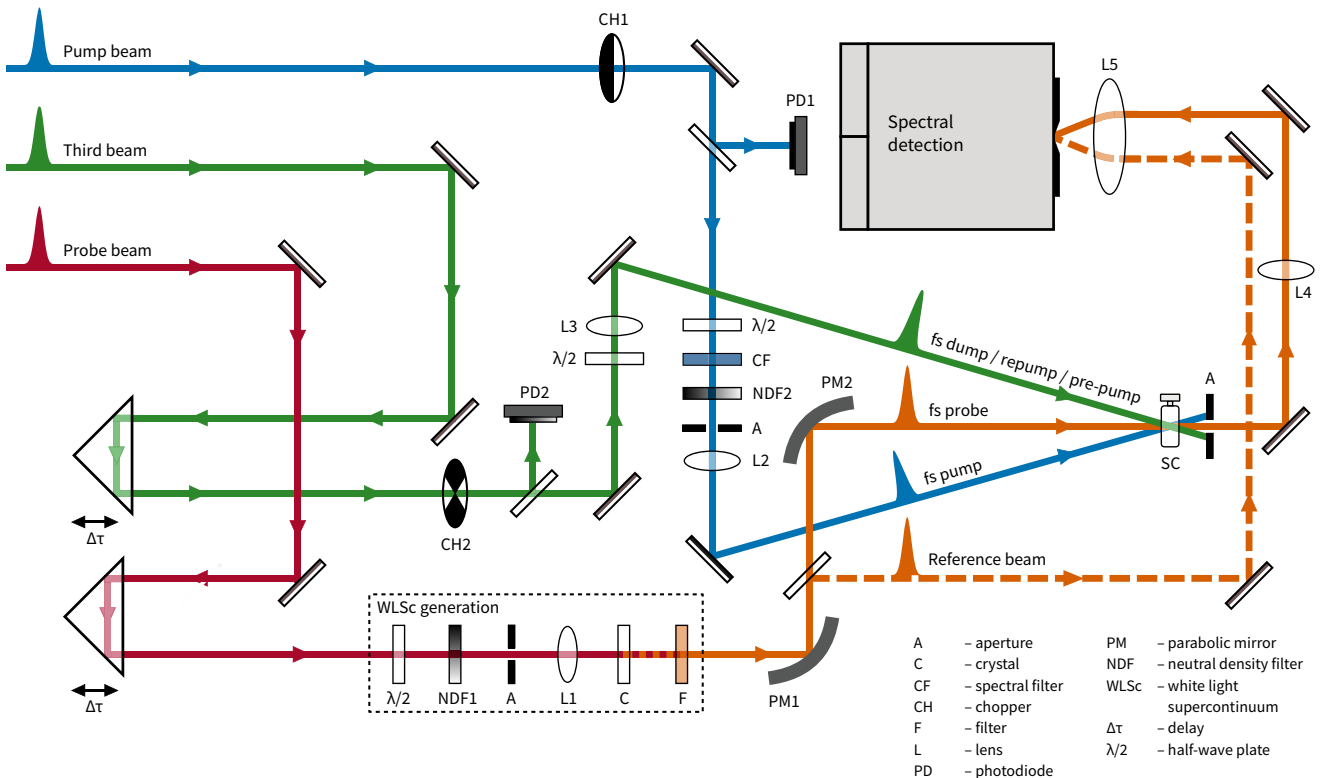 CH1
Pump beam
L5
PD1
Spectral
detection
Third beam
Probe beam
L4
L3
λ/2
λ/2
fs dump / repump / pre-pump
CF
PD2
PM2
A
NDF2
fs probe
A
L2
SC
fs pump
Δτ
CH2
Reference beam
WLSc generation
λ/2
NDF1
A
L1
C
F
PM1
Δτ
A – aperture
C – crystal
CF – spectral filter
CH – chopper
F – filter
L – lens
PD – photodiode
PM – parabolic mirror
NDF – neutral density filter
WLSc – white light
supercontinuum
Δτ – delay
λ/2 – half-wave plate